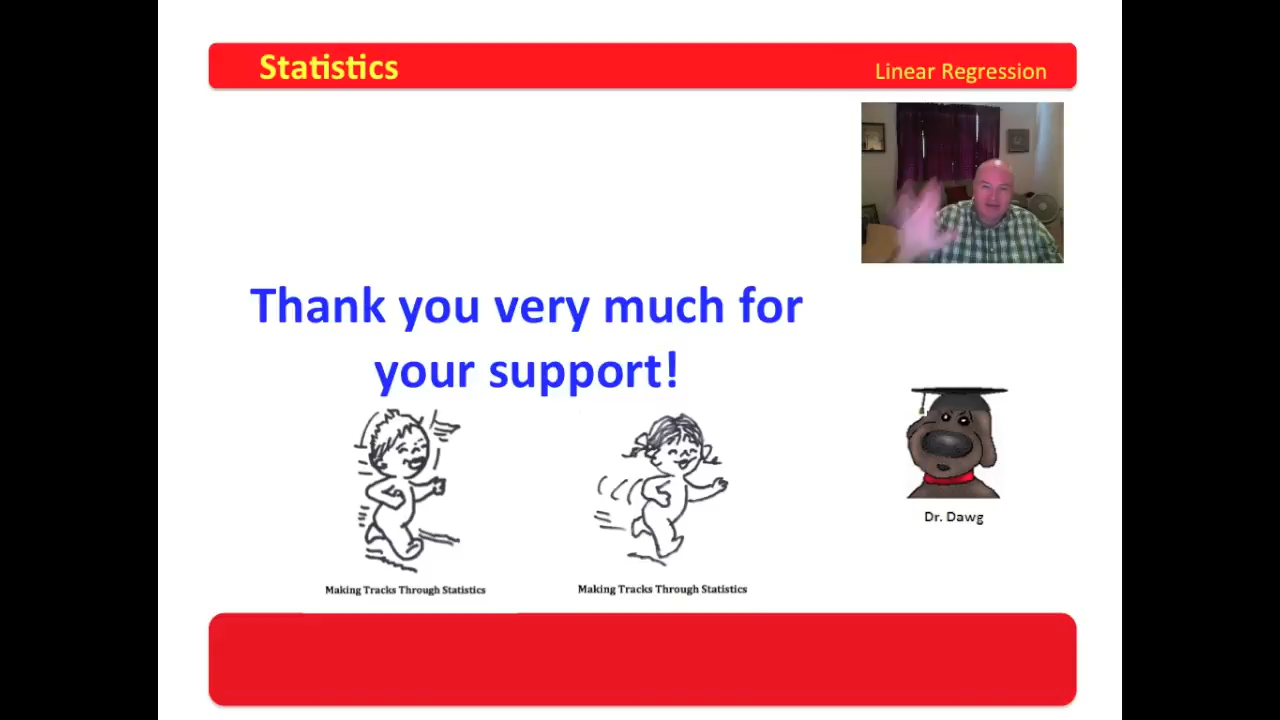 Statistics
Linear Regression
Thank you very much for
your support!
Dr. Dawg
Making Tracks Through Statistics
Making Tracks Through Statistics